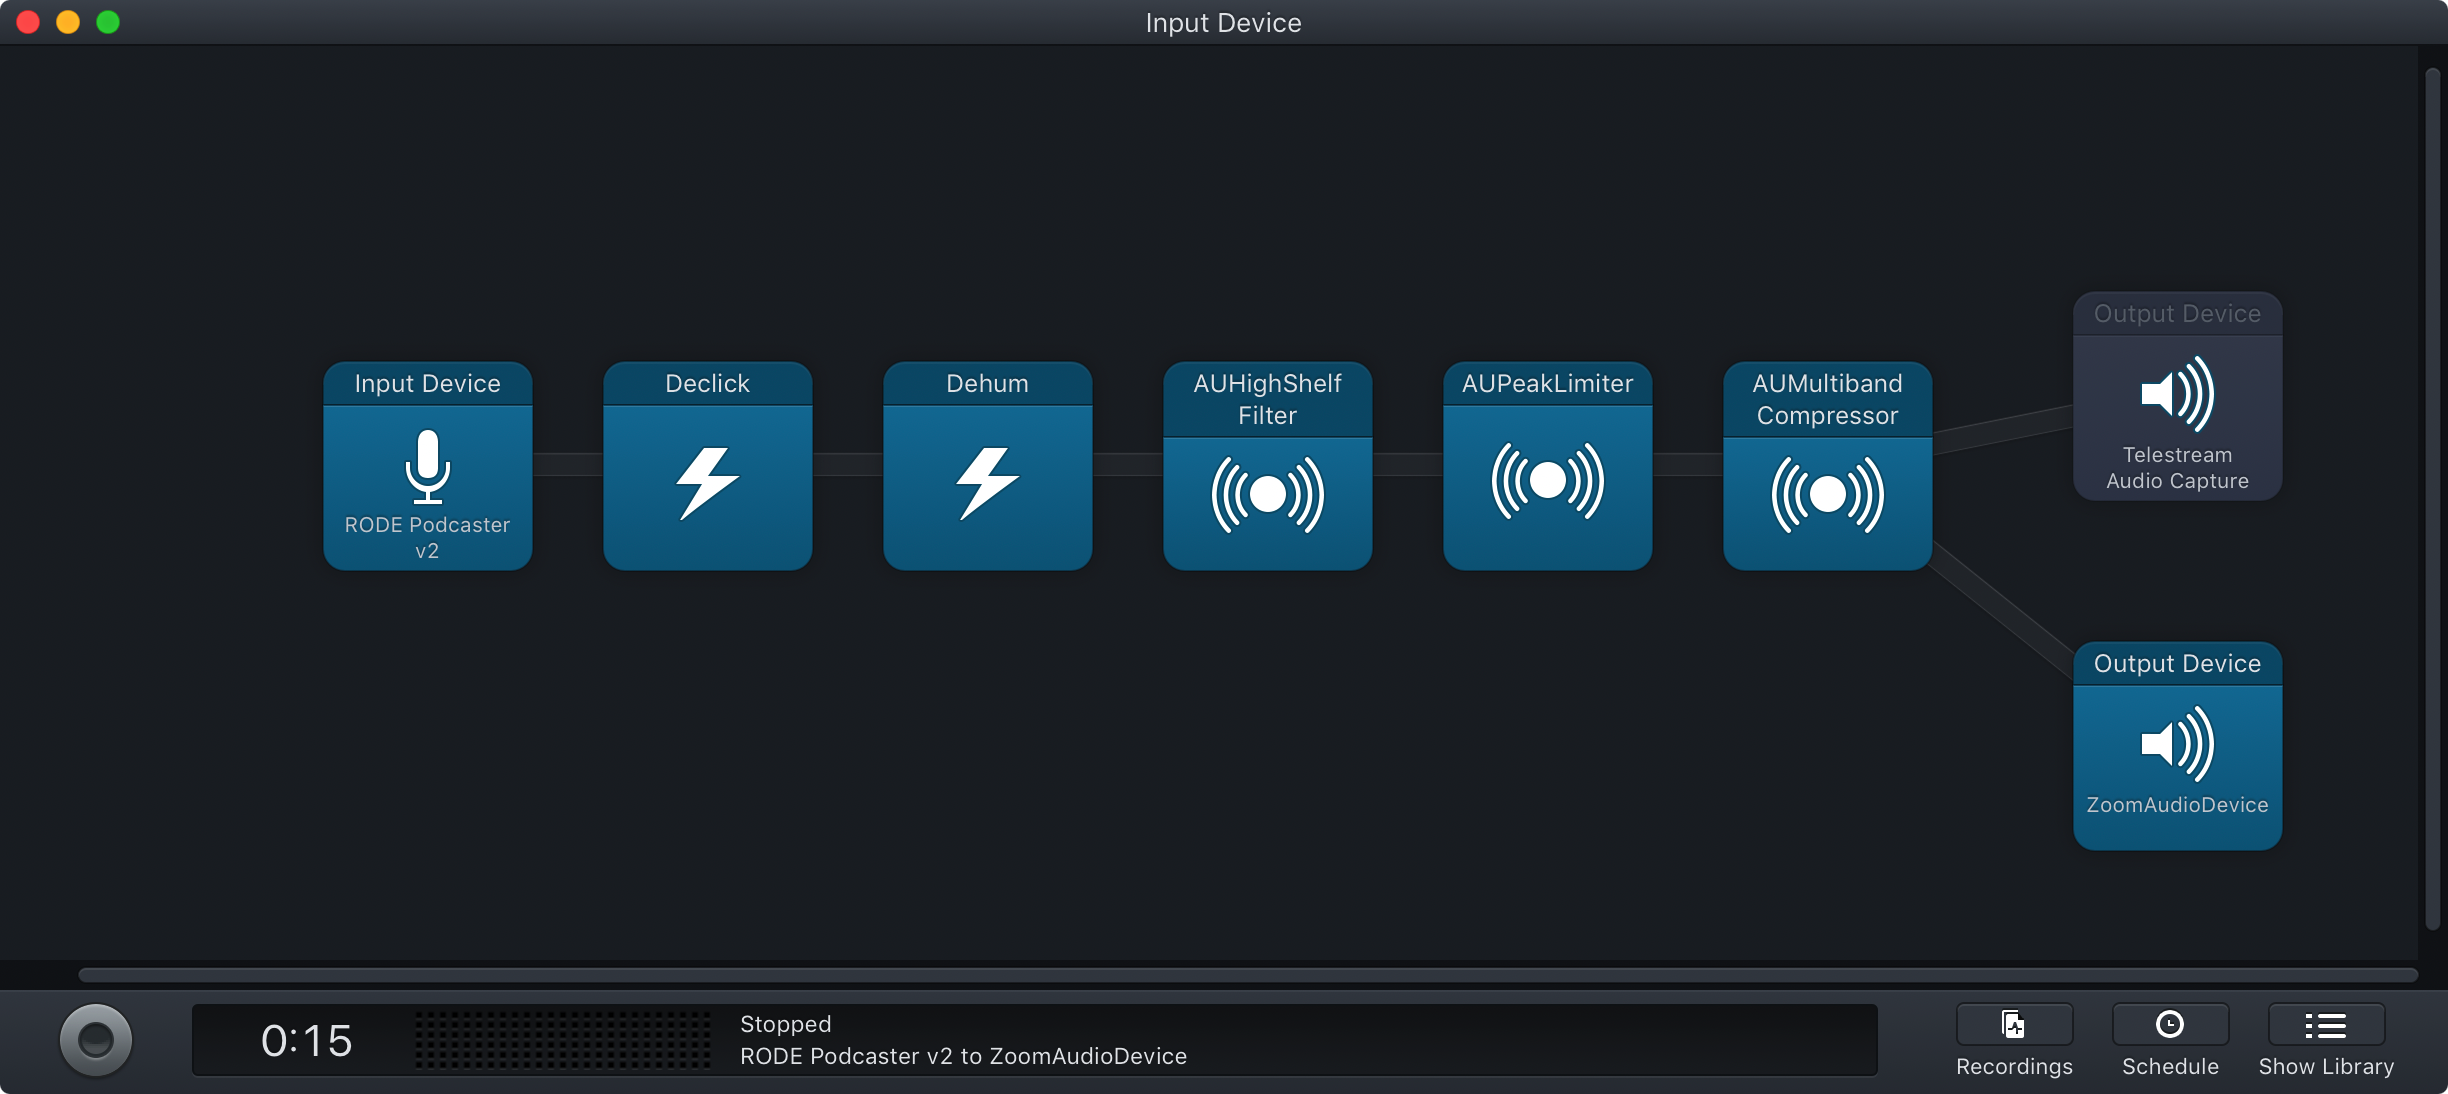 Input Device
Input Device
RODE Podcaster
v2
Declick
Dehum
AUHighShelf
Filter
AUPeakLimiter
AUMultiband
Compressor
Output Device
Telestream
Audio Capture
Output Device
ZoomAudioDevice
0:15
Stopped
RODE Podcaster v2 to ZoomAudioDevice
Recordings
Schedule
Show Library